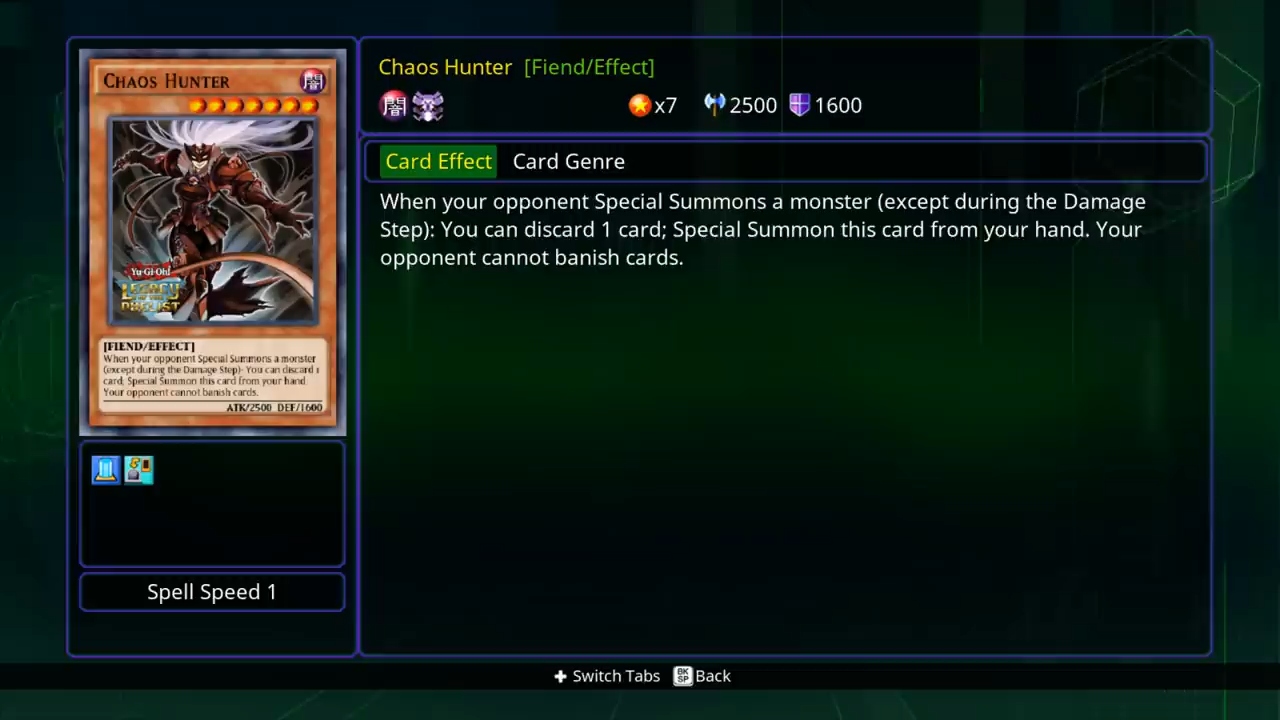 CHAOS HUNTER
闇
Yu-Gi-Oh!
LEGACY
OF THE
DUELIST
[FIEND/EFFECT]
When your opponent Special Summons a monster
(except during the Damage Step): You can discard 1
card; Special Summon this card from your hand.
Your opponent cannot banish cards.
ATK/2500 DEF/1600
Spell Speed 1
Chaos Hunter [Fiend/Effect]
闇 x7 2500 1600
Card Effect Card Genre
When your opponent Special Summons a monster (except during the Damage
Step): You can discard 1 card; Special Summon this card from your hand. Your
opponent cannot banish cards.
Switch Tabs BK SP Back